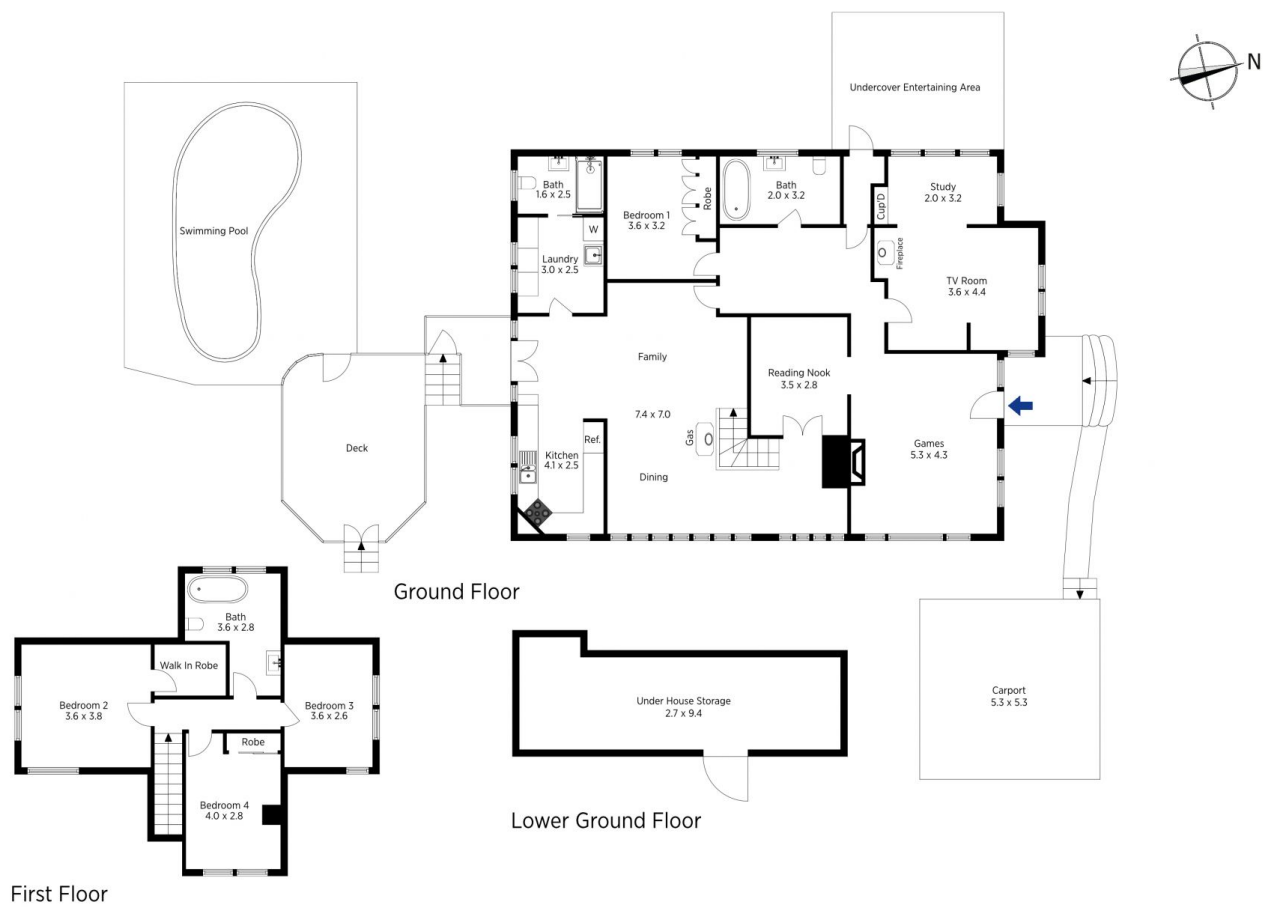 N
Undercover Entertaining Area
Swimming Pool
Bath
1.6 x 2.5
Bedroom 1
3.6 x 3.2
Robe
Bath
2.0 x 3.2
Cup'D
Study
2.0 x 3.2
W
Laundry
3.0 x 2.5
Fireplace
TV Room
3.6 x 4.4
Family
7.4 x 7.0
Reading Nook
3.5 x 2.8
Deck
Kitchen
4.1 x 2.5
Ref.
Gas
Dining
Games
5.3 x 4.3
Ground Floor
Bath
3.6 x 2.8
Walk In Robe
Bedroom 2
3.6 x 3.8
Bedroom 3
3.6 x 2.6
Robe
Bedroom 4
4.0 x 2.8
First Floor
Under House Storage
2.7 x 9.4
Lower Ground Floor
Carport
5.3 x 5.3